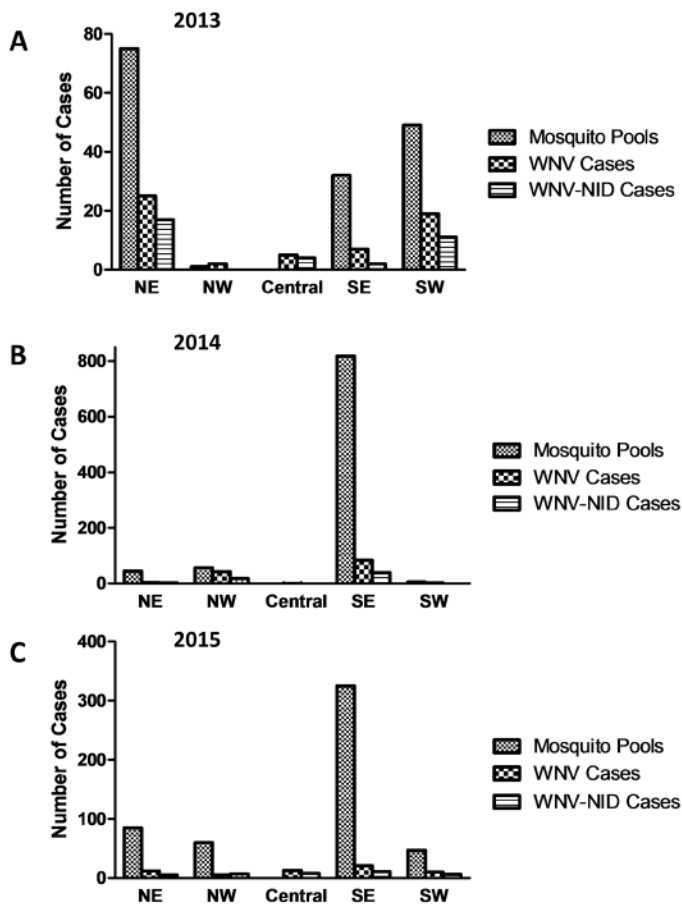 A
2013
80
60
40
20
0
Number of Cases
NE NW Central SE SW
Mosquito Pools
WNV Cases
WNV-NID Cases
B
2014
800
600
400
200
0
Number of Cases
NE NW Central SE SW
Mosquito Pools
WNV Cases
WNV-NID Cases
C
2015
400
300
200
100
0
Number of Cases
NE NW Central SE SW
Mosquito Pools
WNV Cases
WNV-NID Cases